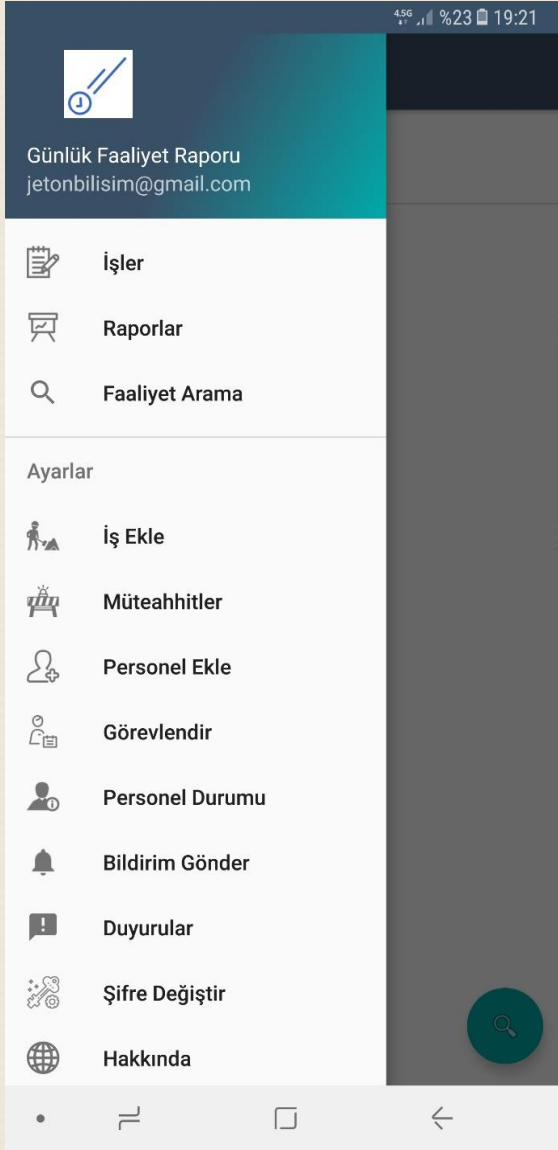 4.5G %23 19:21
Günlük Faaliyet Raporu
jetonbilisim@gmail.com
İşler
Raporlar
Faaliyet Arama
Ayarlar
İş Ekle
Müteahhitler
Personel Ekle
Görevlendir
Personel Durumu
Bildirim Gönder
Duyurular
Şifre Değiştir
Hakkında